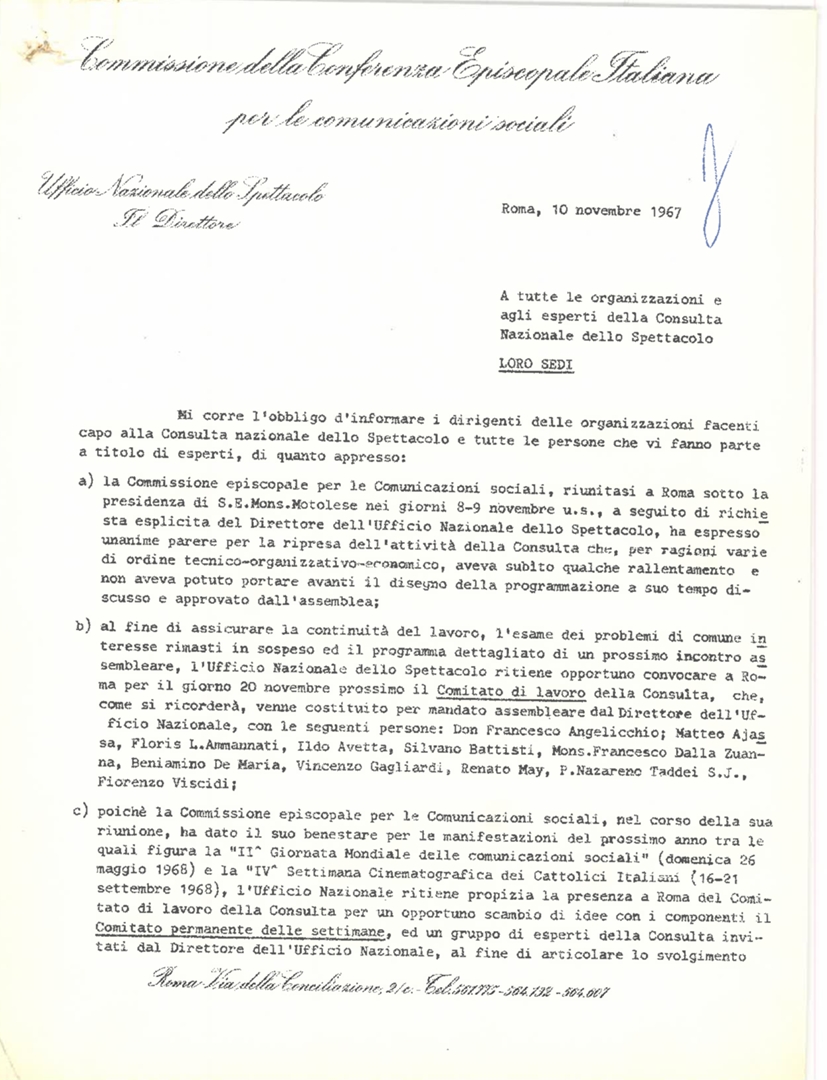 Commissione della Conferenza Episcopale Italiana
per le comunicazioni sociali
Ufficio Nazionale dello Spettacolo
Il Direttore
Roma, 10 novembre 1967
A tutte le organizzazioni e
agli esperti della Consulta
Nazionale dello Spettacolo
LORO SEDI
Mi corre l'obbligo d'informare i dirigenti delle organizzazioni facenti
capo alla Consulta nazionale dello Spettacolo e tutte le persone che vi fanno parte
a titolo di esperti, di quanto appresso:
a) la Commissione episcopale per le Comunicazioni sociali, riunitasi a Roma sotto la
presidenza di S.E.Mons.Motolese nei giorni 8-9 novembre u.s., a seguito di richie
sta esplicita del Direttore dell'Ufficio Nazionale dello Spettacolo, ha espresso
unanime parere per la ripresa dell'attività della Consulta che, per ragioni varie
di ordine tecnico-organizzativo-economico, aveva subìto qualche rallentamento e
non aveva potuto portare avanti il disegno della programmazione a suo tempo di-
scusso e approvato dall'assemblea;
b) al fine di assicurare la continuità del lavoro, l'esame dei problemi di comune in
teresse rimasti in sospeso ed il programma dettagliato di un prossimo incontro as
sembleare, l'Ufficio Nazionale dello Spettacolo ritiene opportuno convocare a Ro-
ma per il giorno 20 novembre prossimo il Comitato di lavoro della Consulta, che,
come si ricorderà, venne costituito per mandato assembleare dal Direttore dell'Uf-
ficio Nazionale, con le seguenti persone: Don Francesco Angelicchio; Matteo Ajas
sa, Floris L.Ammannati, Ildo Avetta, Silvano Battisti, Mons.Francesco Dalla Zuan-
na, Beniamino De Maria, Vincenzo Gagliardi, Renato May, P.Nazareno Taddei S.J.,
Fiorenzo Viscidi;
c) poichè la Commissione episcopale per le Comunicazioni sociali, nel corso della sua
riunione, ha dato il suo benestare per le manifestazioni del prossimo anno tra le
quali figura la "II^ Giornata Mondiale delle comunicazioni sociali" (domenica 26
maggio 1968) e la "IV^ Settimana Cinematografica dei Cattolici Italiani (16-21
settembre 1968), l'Ufficio Nazionale ritiene propizia la presenza a Roma del Comi-
tato di lavoro della Consulta per un opportuno scambio di idee con i componenti il
Comitato permanente delle settimane, ed un gruppo di esperti della Consulta invi-
tati dal Direttore dell'Ufficio Nazionale, al fine di articolare lo svolgimento
Roma Via della Conciliazione, 2/c. - Tel. 561.775 - 564.132 - 564.607